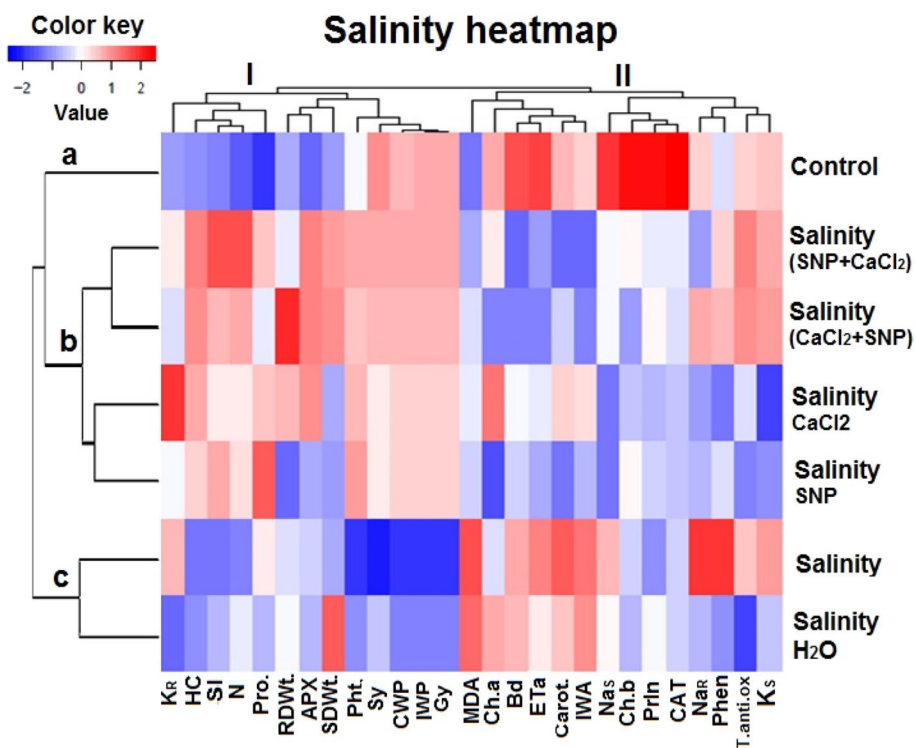 Salinity heatmap
Color key
−2 0 1 2
Value
I II
a
b
c
Control
Salinity
(SNP+CaCl₂)
Salinity
(CaCl₂+SNP)
Salinity
CaCl2
Salinity
SNP
Salinity
Salinity
H₂O
KR HC SI N Pro. RDWt. APX SDWt. Pht. Sy CWP IWP Gy MDA Ch.a Bd ETa Carot. IWA NaS Ch.b Prln CAT NaR Phen T.anti.ox KS